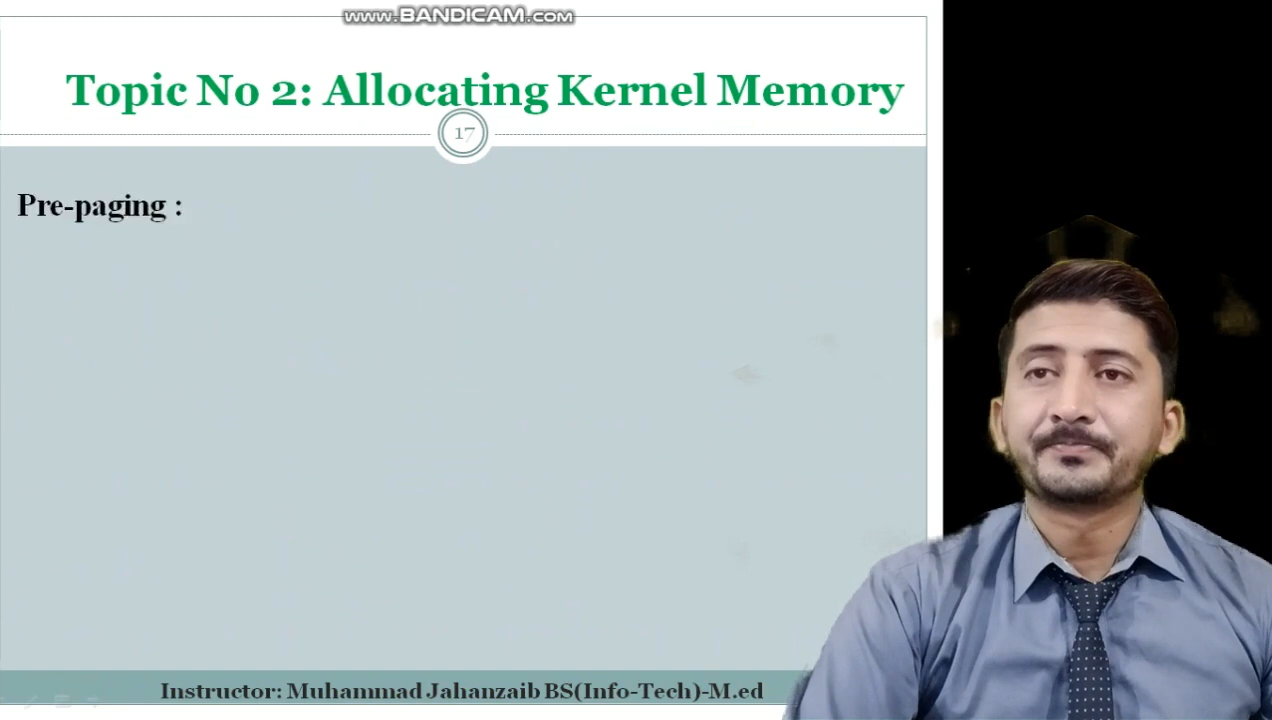 www.BANDICAM.com
Topic No 2: Allocating Kernel Memory
17
Pre-paging :
Instructor: Muhammad Jahanzaib BS(Info-Tech)-M.ed